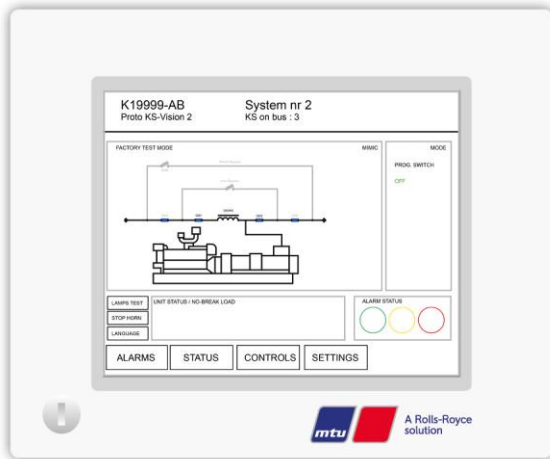 K19999-AB
Proto KS-Vision 2
System nr 2
KS on bus : 3
FACTORY TEST MODE
MIMIC
MODE
PROG. SWITCH
OFF
LAMPS TEST
STOP HORN
LANGUAGE
UNIT STATUS / NO-BREAK LOAD
ALARM STATUS
ALARMS
STATUS
CONTROLS
SETTINGS
mtu
A Rolls-Royce
solution